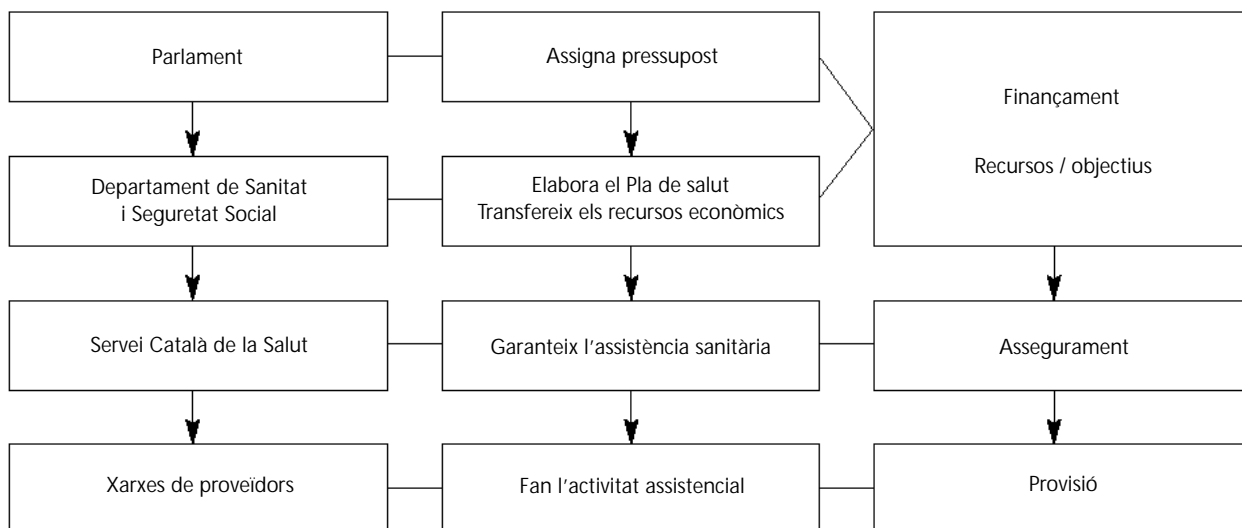 Parlament
Assigna pressupost
Finançament
Recursos / objectius
Departament de Sanitat
i Seguretat Social
Elabora el Pla de salut
Transfereix els recursos econòmics
Servei Català de la Salut
Garanteix l'assistència sanitària
Assegurament
Xarxes de proveïdors
Fan l'activitat assistencial
Provisió